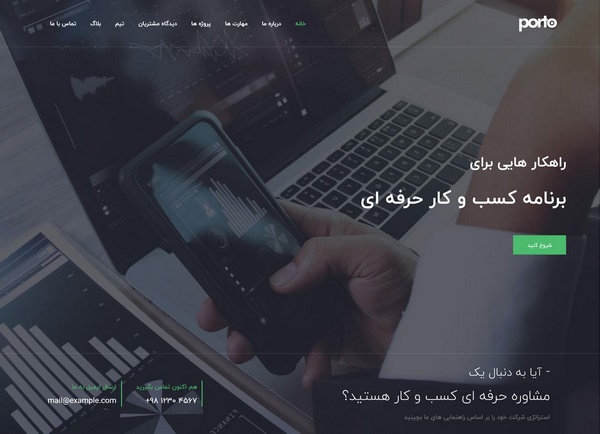 porto
خانه
درباره ما
مهارت ها
پروژه ها
دیدگاه مشتریان
تیم
بلاگ
تماس با ما
راهکار هایی برای
برنامه کسب و کار حرفه ای
شروع کنید
- آیا به دنبال یک
مشاوره حرفه ای کسب و کار هستید؟
استراتژی شرکت خود را بر اساس راهنمایی های ما بچینید
هم اکنون تماس بگیرید
+۹۸ ۱۲۳۰ ۴۵۶۷
ارسال ایمیل به ما
mail@example.com